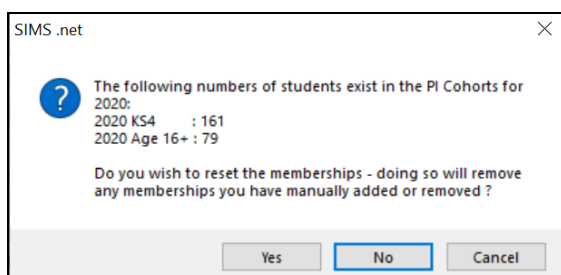 SIMS .net
The following numbers of students exist in the PI Cohorts for
2020:
2020 KS4 : 161
2020 Age 16+ : 79
Do you wish to reset the memberships - doing so will remove
any memberships you have manually added or removed ?
Yes No Cancel